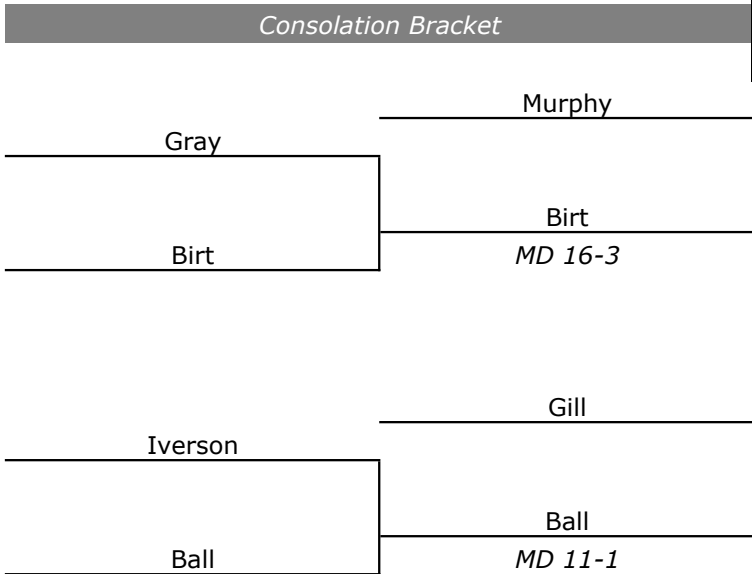 Consolation Bracket
Murphy
Gray
Birt
Birt
MD 16-3
Gill
Iverson
Ball
Ball
MD 11-1